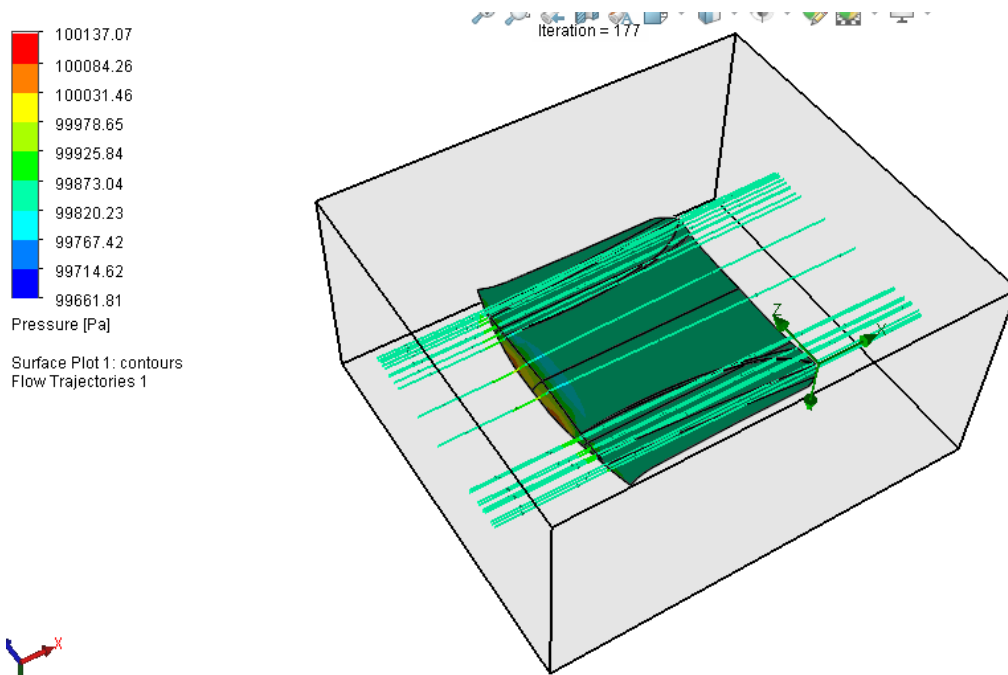 Iteration = 177
100137.07
100084.26
100031.46
99978.65
99925.84
99873.04
99820.23
99767.42
99714.62
99661.81
Pressure [Pa]
Surface Plot 1: contours
Flow Trajectories 1
Z
X
X